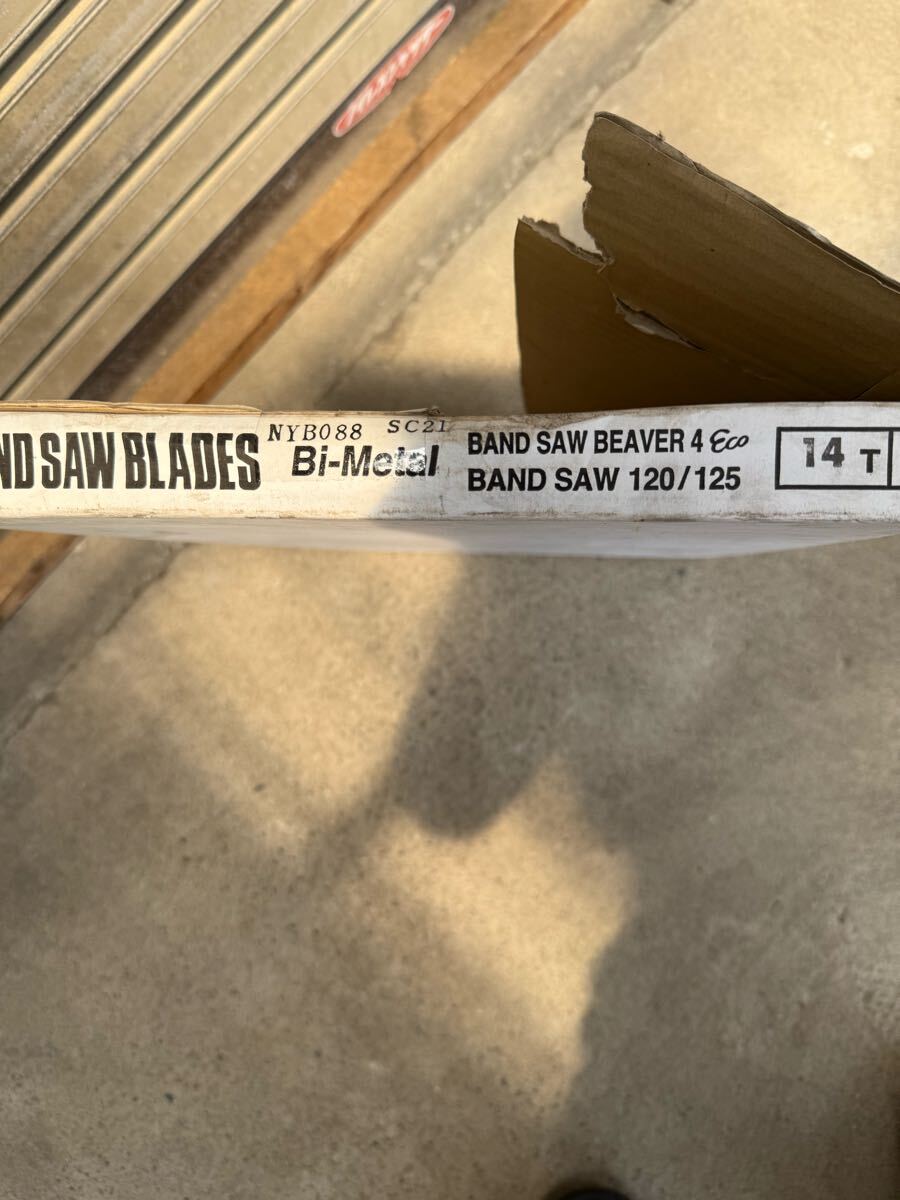 ND SAW BLADES
NYB088 SC21
Bi-Metal
BAND SAW BEAVER 4 Eco
BAND SAW 120/125
14 T